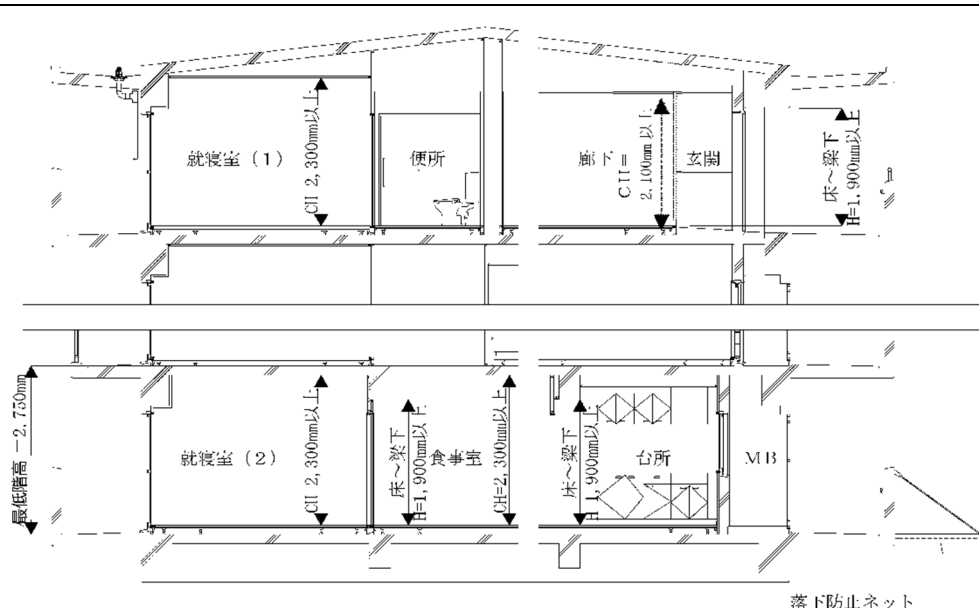 就寝室（1）
CH 2,300mm以上
便所
廊下
CH=
2,100mm以上
玄関
床～梁下
H=1,900mm以上
最低階高 =2,750mm
就寝室（2）
CH 2,300mm以上
床～梁下
H=1,900mm以上
食事室
CH=2,300mm以上
床～梁下
H 1,900mm以上
台所
MB
落下防止ネット